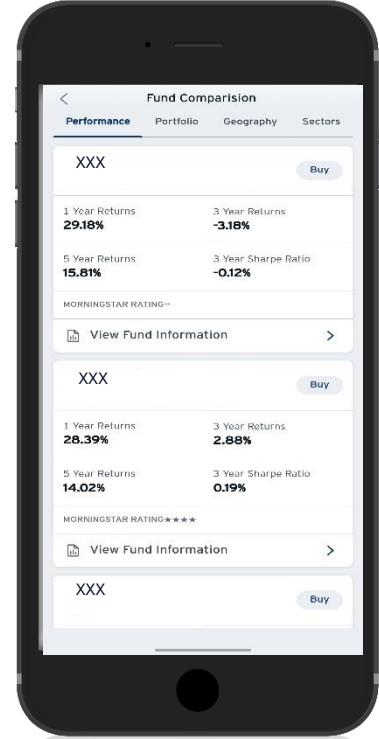 Fund Comparision
Performance Portfolio Geography Sectors
XXX
Buy
1 Year Returns 3 Year Returns
29.18% -3.18%
5 Year Returns 3 Year Sharpe Ratio
15.81% -0.12%
MORNINGSTAR RATING--
View Fund Information
XXX
Buy
1 Year Returns 3 Year Returns
28.39% 2.88%
5 Year Returns 3 Year Sharpe Ratio
14.02% 0.19%
MORNINGSTAR RATING★★★★
View Fund Information
XXX
Buy